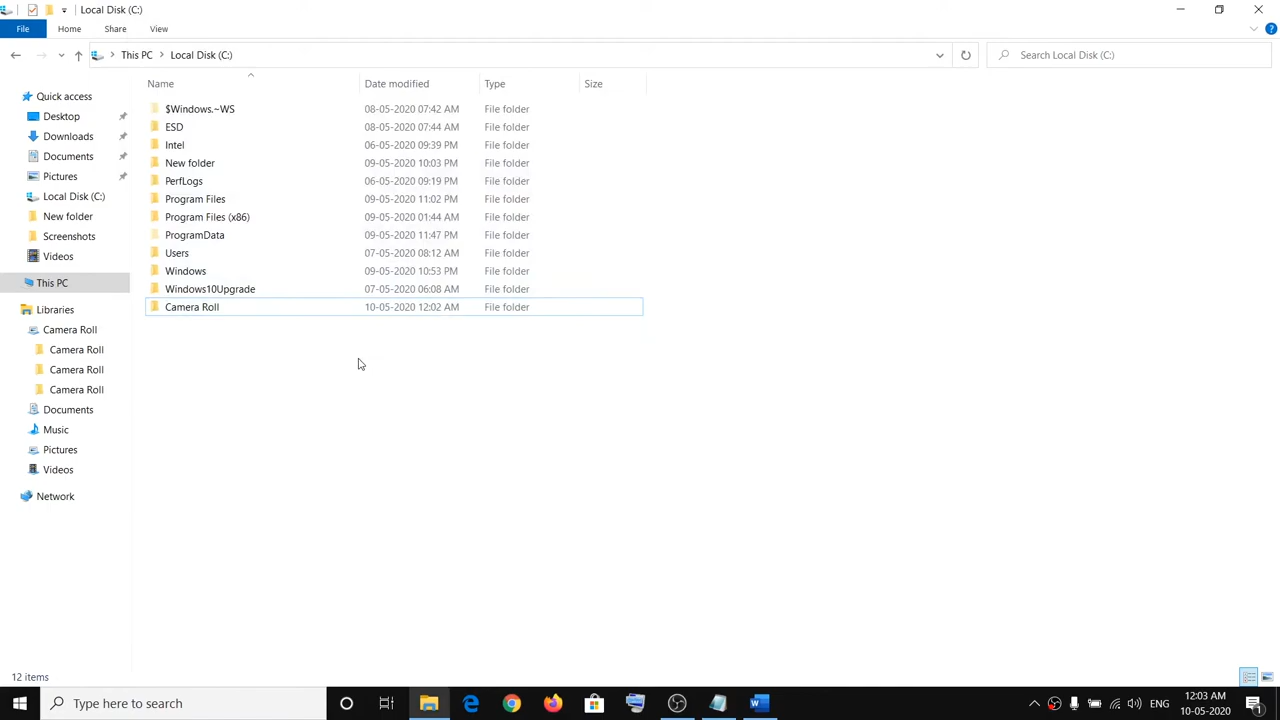 Local Disk (C:)
File Home Share View
This PC Local Disk (C:) Search Local Disk (C:)
Name Date modified Type Size
Quick access
Desktop
Downloads
Documents
Pictures
Local Disk (C:)
New folder
Screenshots
Videos
This PC
Libraries
Camera Roll
Camera Roll
Camera Roll
Camera Roll
Documents
Music
Pictures
Videos
Network
$Windows.~WS 08-05-2020 07:42 AM File folder
ESD 08-05-2020 07:44 AM File folder
Intel 06-05-2020 09:39 PM File folder
New folder 09-05-2020 10:03 PM File folder
PerfLogs 06-05-2020 09:19 PM File folder
Program Files 09-05-2020 11:02 PM File folder
Program Files (x86) 09-05-2020 01:44 AM File folder
ProgramData 09-05-2020 11:47 PM File folder
Users 07-05-2020 08:12 AM File folder
Windows 09-05-2020 10:53 PM File folder
Windows10Upgrade 07-05-2020 06:08 AM File folder
Camera Roll 10-05-2020 12:02 AM File folder
12 items
Type here to search
ENG
12:03 AM
10-05-2020
1